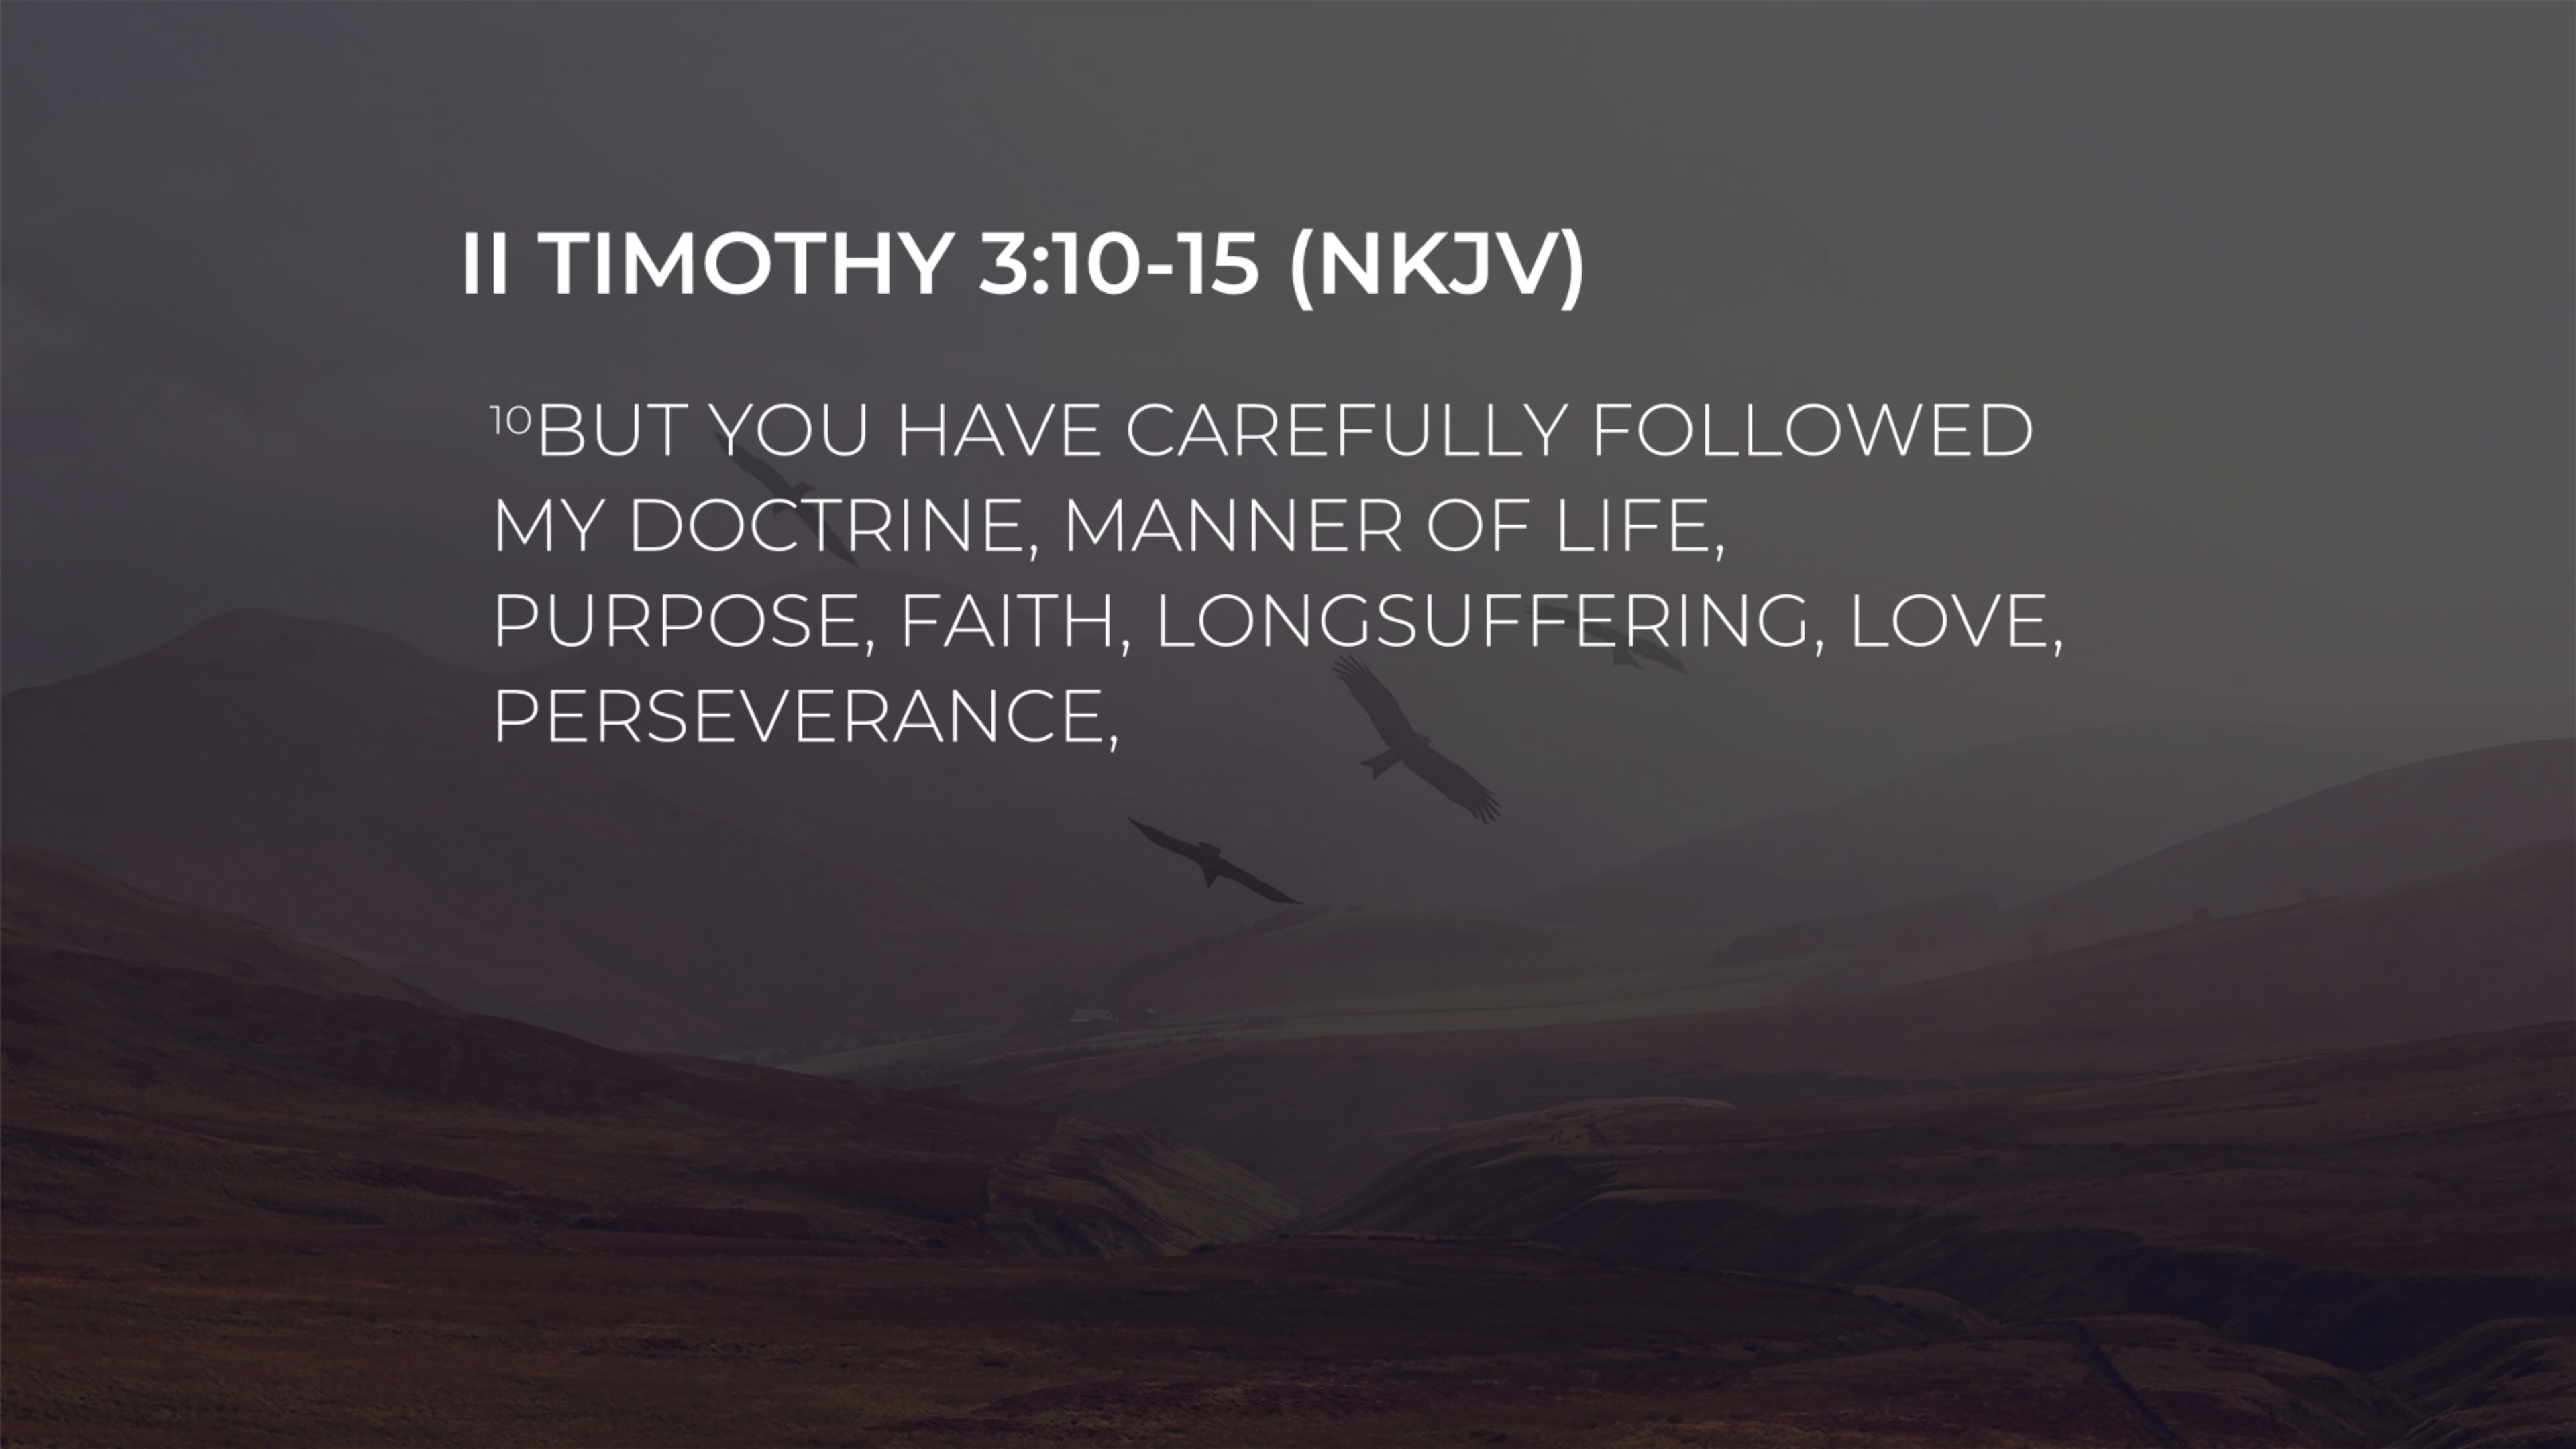 II TIMOTHY 3:10-15 (NKJV)
¹⁰BUT YOU HAVE CAREFULLY FOLLOWED
MY DOCTRINE, MANNER OF LIFE,
PURPOSE, FAITH, LONGSUFFERING, LOVE,
PERSEVERANCE,